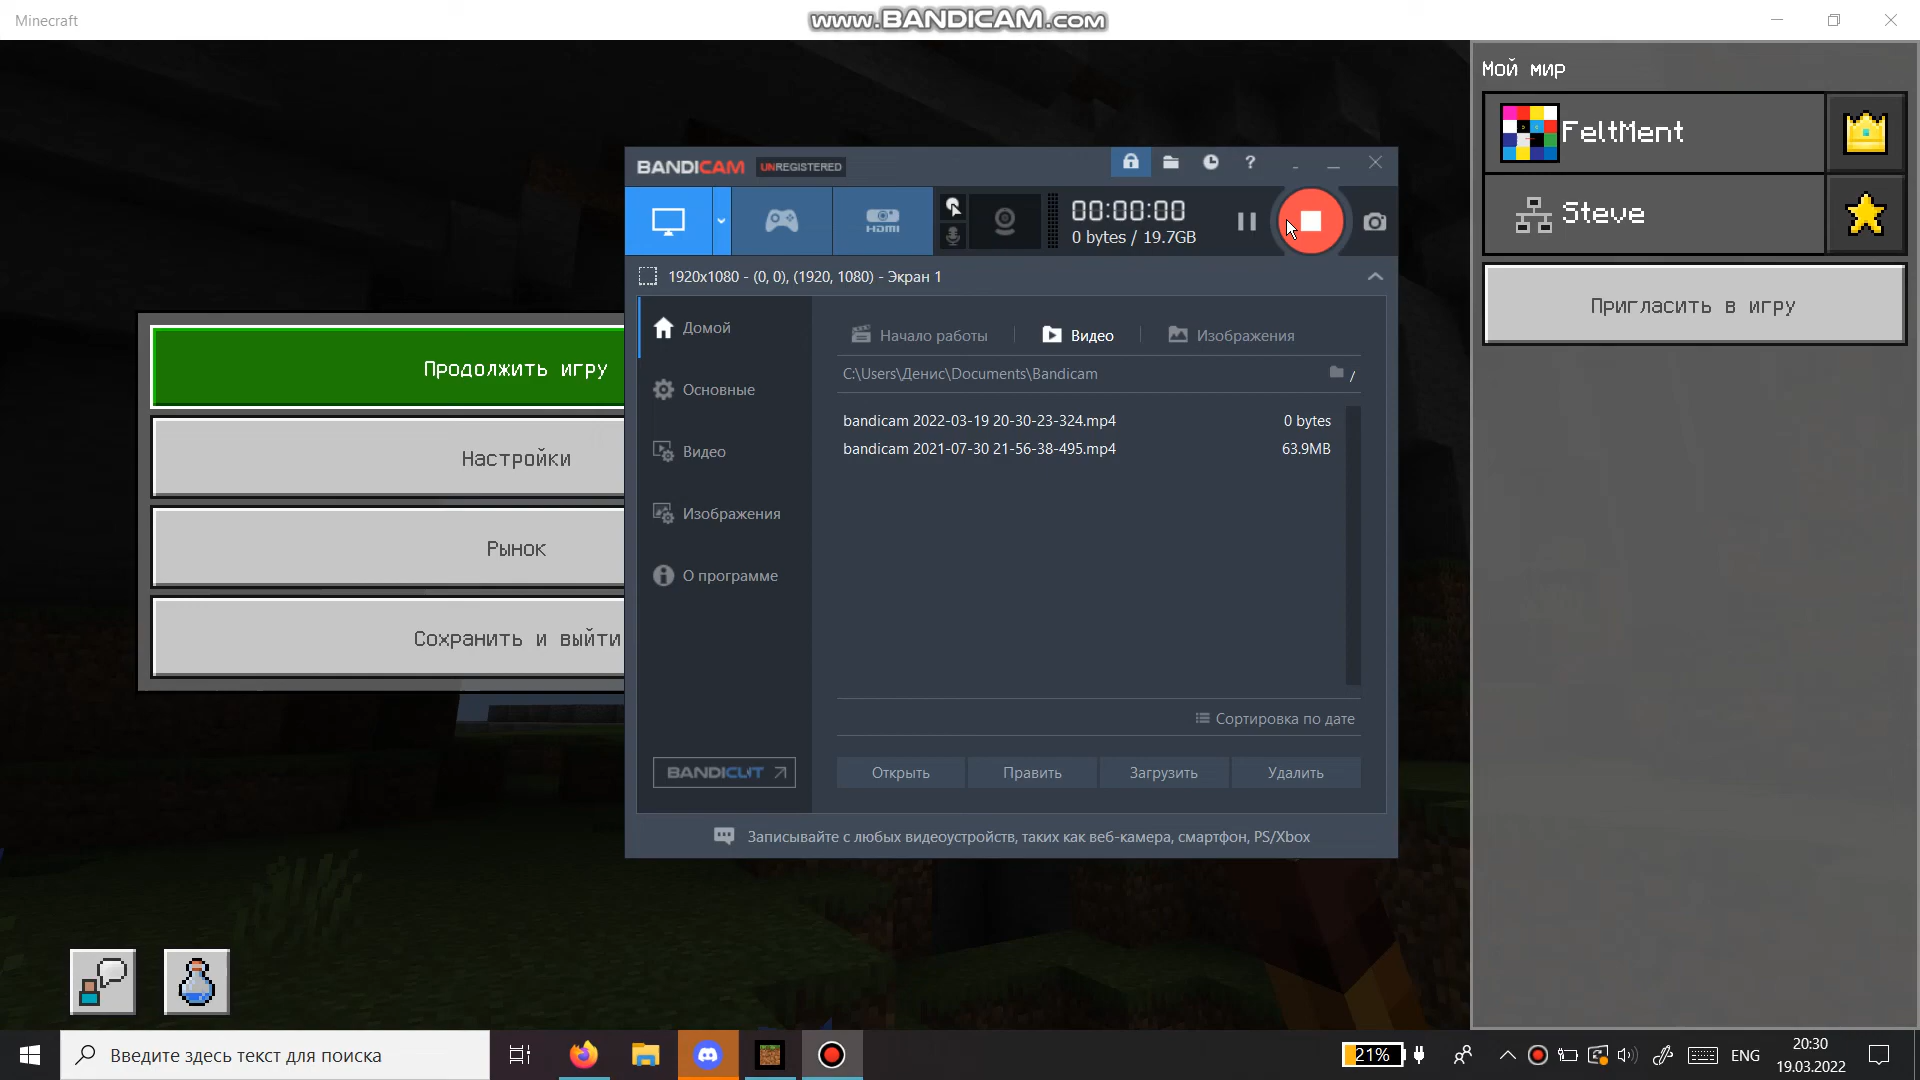 Minecraft
www.BANDICAM.com
Мой мир
FeltMent
Steve
Пригласить в игру
Продолжить игру
Настройки
Рынок
Сохранить и выйти
BANDICAM UNREGISTERED
?
HDMI
00:00:00
0 bytes / 19.7GB
1920x1080 - (0, 0), (1920, 1080) - Экран 1
Домой
Основные
Видео
Изображения
О программе
BANDICUT
Начало работы
Видео
Изображения
C:\Users\Денис\Documents\Bandicam
/
bandicam 2022-03-19 20-30-23-324.mp4 0 bytes
bandicam 2021-07-30 21-56-38-495.mp4 63.9MB
Сортировка по дате
Открыть
Править
Загрузить
Удалить
Записывайте с любых видеоустройств, таких как веб-камера, смартфон, PS/Xbox
Введите здесь текст для поиска
21%
ENG
20:30
19.03.2022